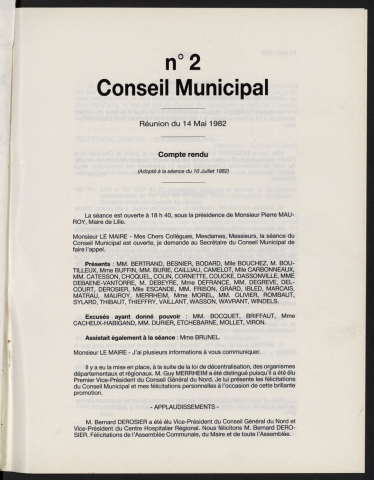 n° 2
Conseil Municipal
Réunion du 14 Mai 1982
Compte rendu
(Adopté à la séance du 10 Juillet 1982)
La séance est ouverte à 18 h 40, sous la présidence de Monsieur Pierre MAU-
ROY, Maire de Lille.
Monsieur LE MAIRE - Mes Chers Collègues, Mesdames, Messieurs, la séance du
Conseil Municipal est ouverte, je demande au Secrétaire du Conseil Municipal de
faire l'appel.
Présents : MM. BERTRAND, BESNIER, BODARD, Mlle BOUCHEZ, M. BOU-
TILLEUX, Mme BUFFIN, MM. BURIE, CAILLIAU, CAMELOT, Mlle CARBONNEAUX,
MM. CATESSON, CHOQUEL, COLIN, CORNETTE, COUCKE, DASSONVILLE, MME
DEBAENE-VANTORRE, M. DEBEYRE, Mme DEFRANCE, MM. DEGREVE, DEL-
COURT, DEROSIER, Mlle ESCANDE, MM. FRISON, GRARD, IBLED, MARCAIS,
MATRAU, MAUROY, MERRHEIM, Mme MOREL, MM. OLIVIER, ROMBAUT,
SYLARD, THIBAUT, THIEFFRY, VAILLANT, WASSON, WAVRANT, WINDELS.
Excusés ayant donné pouvoir : MM. BOCQUET, BRIFFAUT, Mme
CACHEUX-HABIGAND, MM. DURIER, ETCHEBARNE, MOLLET, VIRON.
Assistait également à la séance : Mme BRUNEL.
Monsieur LE MAIRE - J'ai plusieurs informations à vous communiquer.
Il y a eu la mise en place, à la suite de la loi de décentralisation, des organismes
départementaux et régionaux. M. Guy MERRHEIM a été distingué puisqu'il a été élu
Premier Vice-Président du Conseil Général du Nord. Je lui présente les félicitations
du Conseil Municipal et mes félicitations personnelles à l'occasion de cette brillante
promotion.
- APPLAUDISSEMENTS -
M. Bernard DEROSIER a été élu Vice-Président du Conseil Général du Nord et
Vice-Président du Centre Hospitalier Régional. Nous félicitons M. Bernard DERO-
SIER. Félicitations de l'Assemblée Communale, du Maire et de toute l'Assemblée.